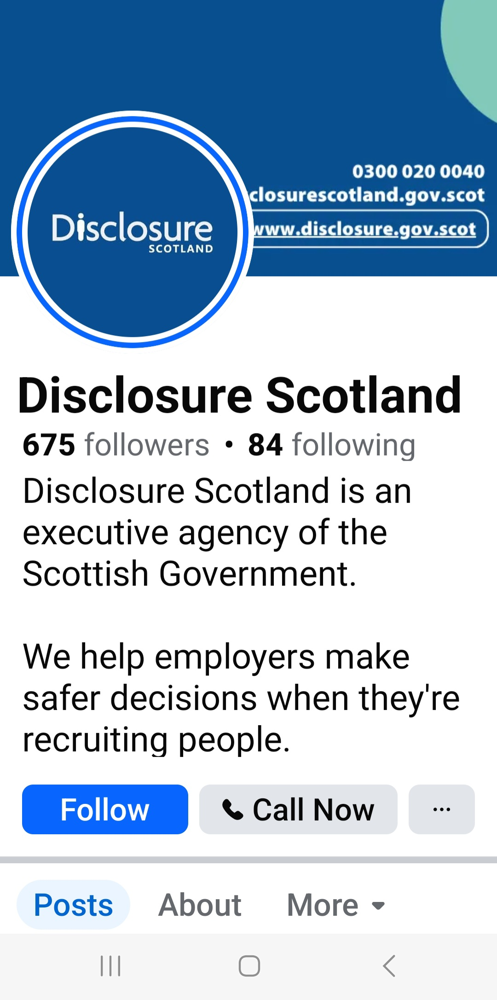 0300 020 0040
closurescotland.gov.scot
www.disclosure.gov.scot
Disclosure
SCOTLAND
Disclosure Scotland
675 followers • 84 following
Disclosure Scotland is an
executive agency of the
Scottish Government.
We help employers make
safer decisions when they're
recruiting people.
Follow
Call Now
...
Posts
About
More